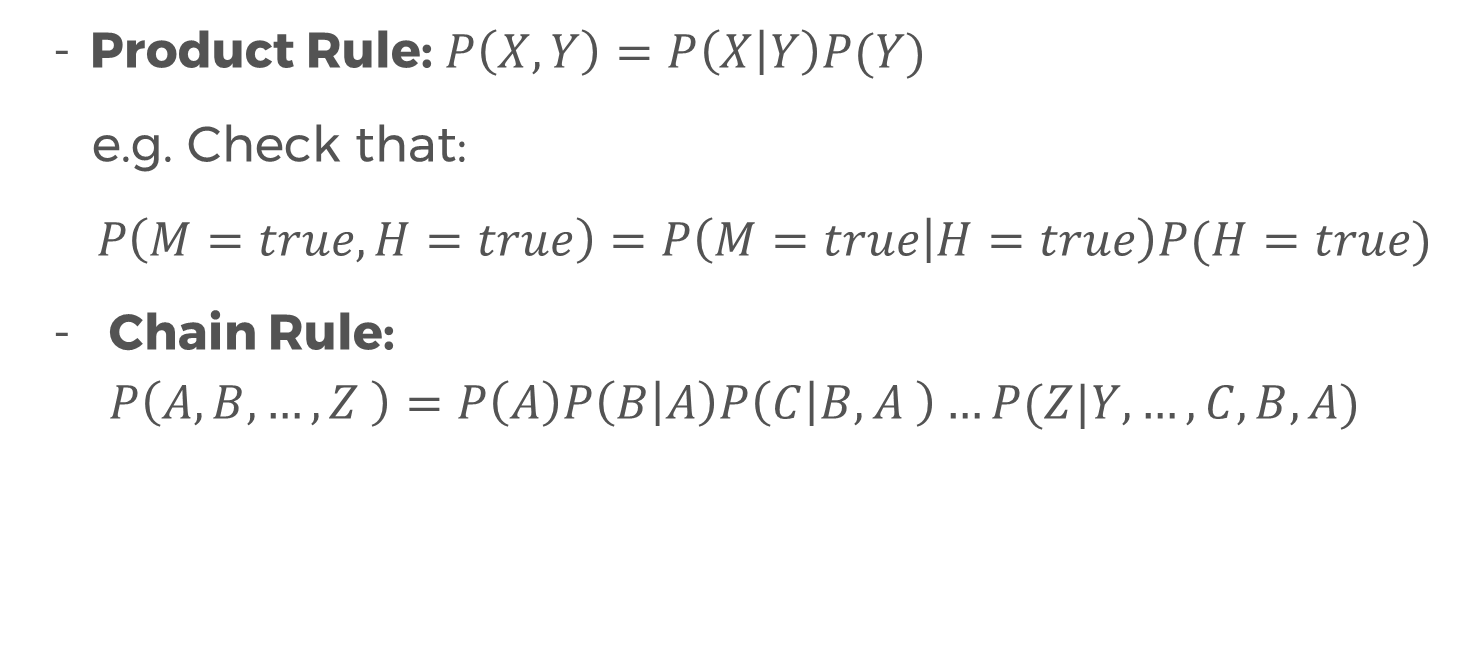 - Product Rule: P(X,Y) = P(X|Y)P(Y)
e.g. Check that:
P(M = true, H = true) = P(M = true|H = true)P(H = true)
- Chain Rule:
P(A, B, … , Z ) = P(A)P(B|A)P(C|B, A ) … P(Z|Y, … , C, B, A)